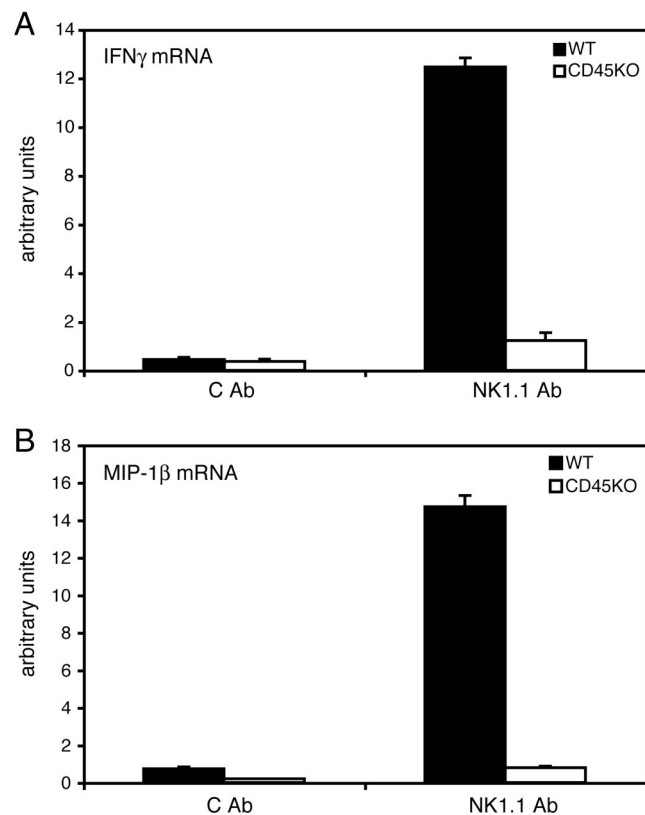 A
IFNγ mRNA
WT
CD45KO
arbitrary units
14
12
10
8
6
4
2
0
C Ab
NK1.1 Ab
B
MIP-1β mRNA
WT
CD45KO
arbitrary units
18
16
14
12
10
8
6
4
2
0
C Ab
NK1.1 Ab